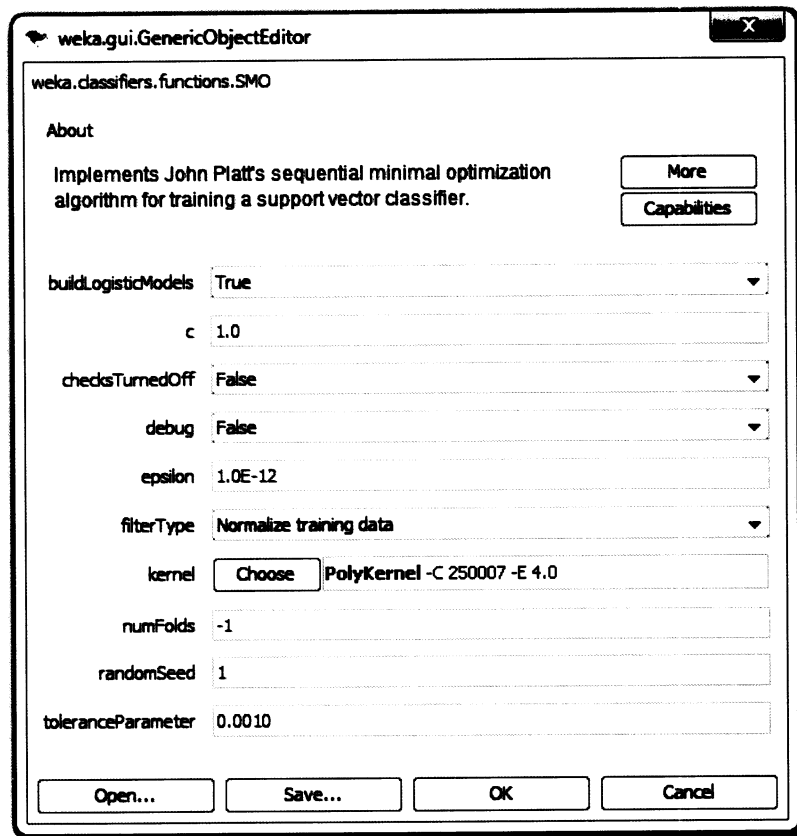 weka.gui.GenericObjectEditor
X
weka.classifiers.functions.SMO
About
Implements John Platt's sequential minimal optimization
algorithm for training a support vector classifier.
More
Capabilities
buildLogisticModels True
c 1.0
checksTurnedOff False
debug False
epsilon 1.0E-12
filterType Normalize training data
kernel Choose PolyKernel -C 250007 -E 4.0
numFolds -1
randomSeed 1
toleranceParameter 0.0010
Open... Save... OK Cancel